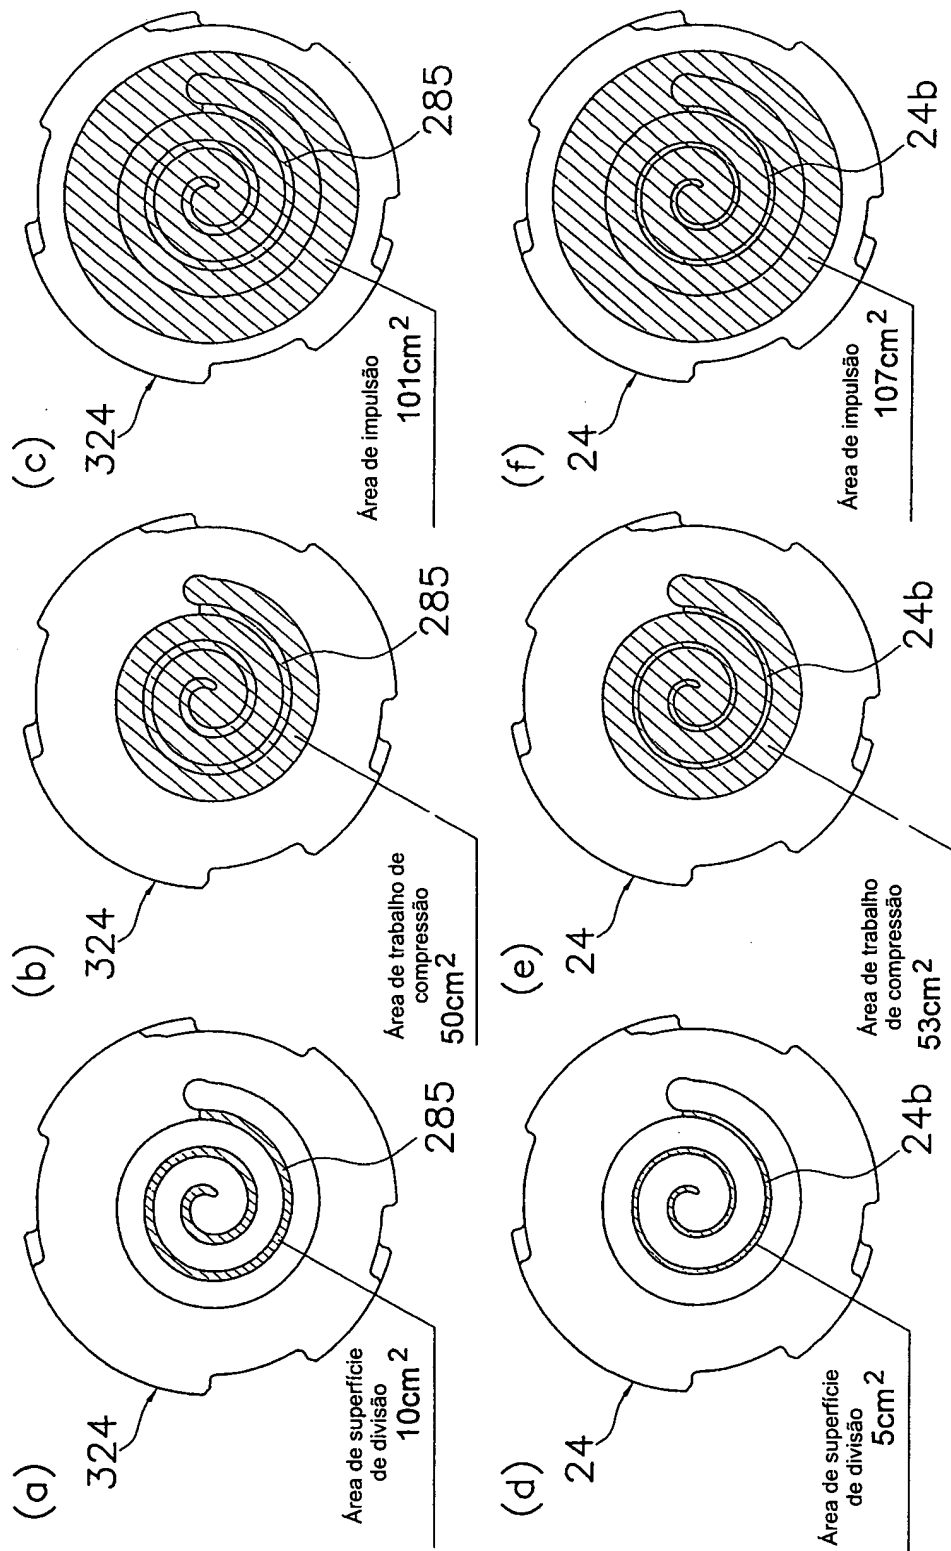 (a)
324
285
Área de superfície
de divisão
10cm²
(b)
324
285
Área de trabalho de
compressão
50cm²
(c)
324
285
Área de impulsão
101cm²
(d)
24
24b
Área de superfície
de divisão
5cm²
(e)
24
24b
Área de trabalho
de compressão
53cm²
(f)
24
24b
Área de impulsão
107cm²